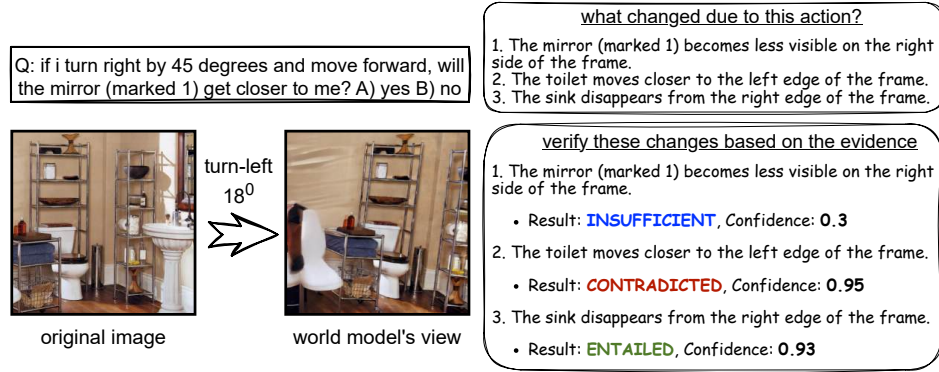 Q: if i turn right by 45 degrees and move forward, will
the mirror (marked 1) get closer to me? A) yes B) no
original image
turn-left
18⁰
world model's view
what changed due to this action?
1. The mirror (marked 1) becomes less visible on the right
side of the frame.
2. The toilet moves closer to the left edge of the frame.
3. The sink disappears from the right edge of the frame.
verify these changes based on the evidence
1. The mirror (marked 1) becomes less visible on the right
side of the frame.
• Result: INSUFFICIENT, Confidence: 0.3
2. The toilet moves closer to the left edge of the frame.
• Result: CONTRADICTED, Confidence: 0.95
3. The sink disappears from the right edge of the frame.
• Result: ENTAILED, Confidence: 0.93